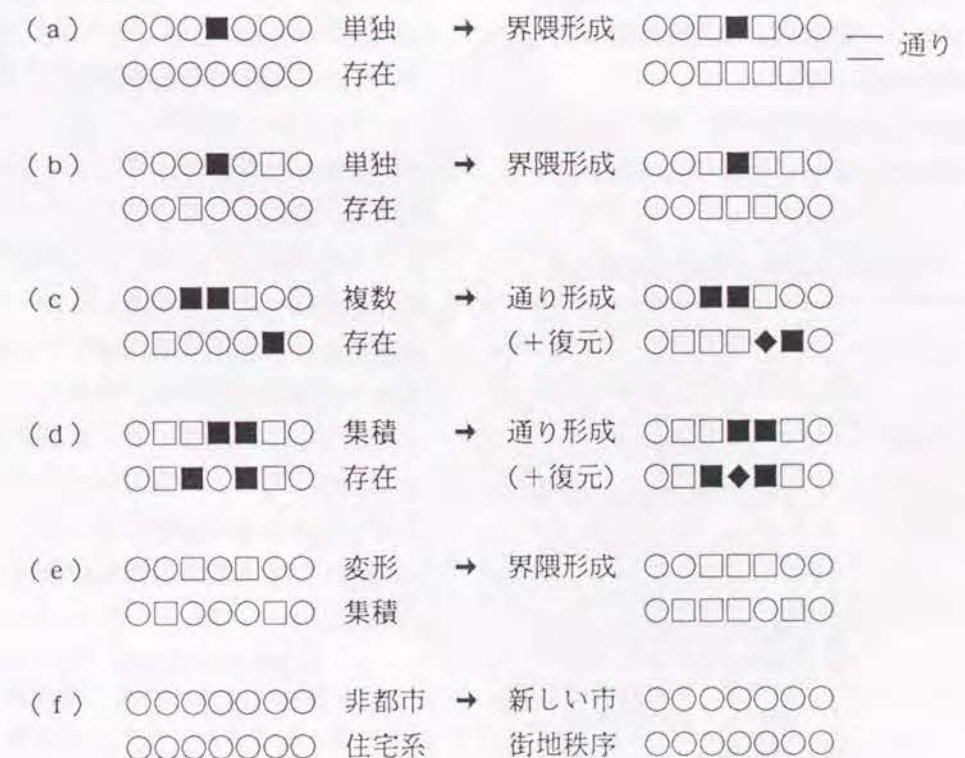 (a) ○○○■○○○ 単独 → 界隈形成 ○○□■□○○ 通り
○○○○○○○ 存在 ○○□□□□□
(b) ○○○■○□○ 単独 → 界隈形成 ○○□■□□○
○○□○○○○ 存在 ○○□□□○○
(c) ○○■■□○○ 複数 → 通り形成 ○○■■□○○
○□○○○■○ 存在 (+復元) ○□□□◆■○
(d) ○□□■■□○ 集積 → 通り形成 ○□□■■□○
○□■○■□○ 存在 (+復元) ○□■◆■□○
(e) ○○□○□○○ 変形 → 界隈形成 ○○□□□○○
○□○○○□○ 集積 ○□□□○□○
(f) ○○○○○○○ 非都市 → 新しい市 ○○○○○○○
○○○○○○○ 住宅系 街地秩序 ○○○○○○○